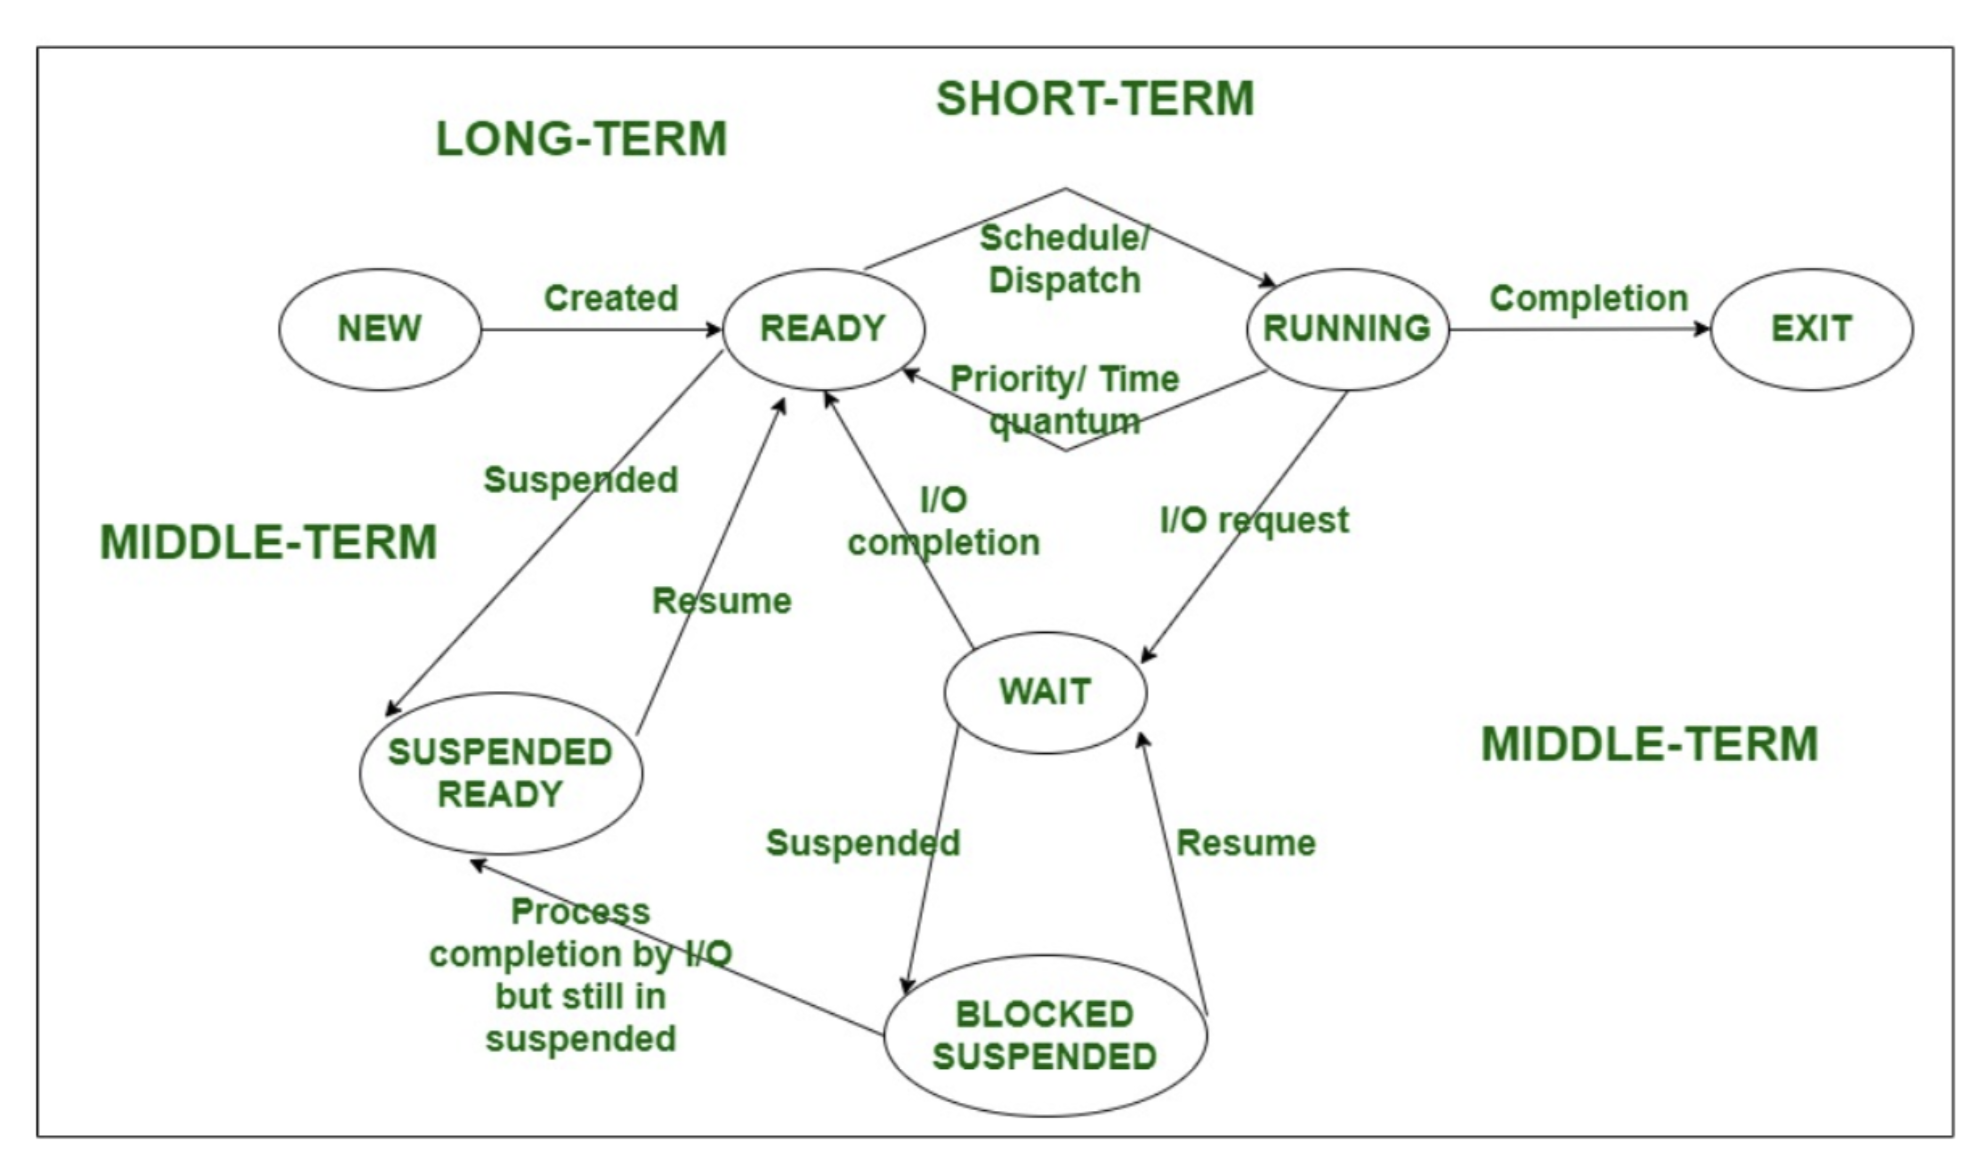 SHORT-TERM
LONG-TERM
Schedule/
Dispatch
Created
Completion
NEW
READY
RUNNING
EXIT
Priority/ Time
quantum
Suspended
I/O
completion
I/O request
MIDDLE-TERM
Resume
WAIT
SUSPENDED
READY
MIDDLE-TERM
Suspended
Resume
Process
completion by I/O
but still in
suspended
BLOCKED
SUSPENDED